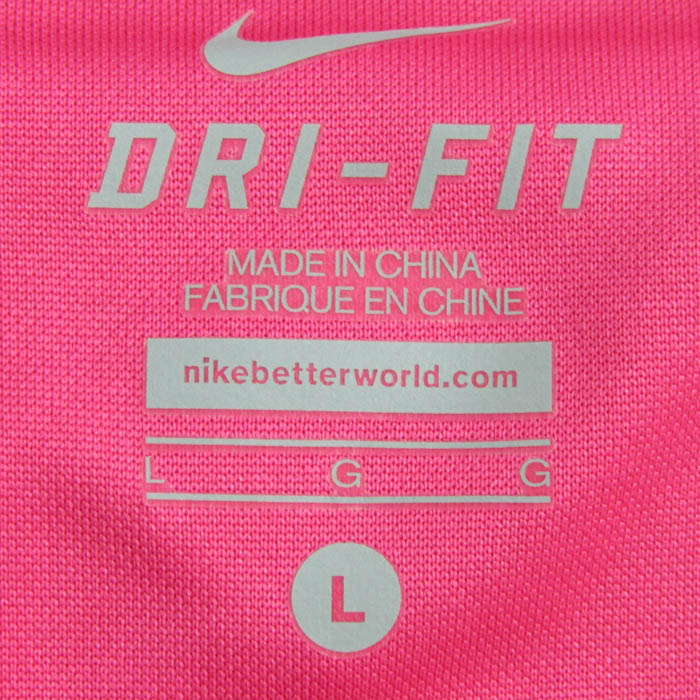 DRI-FIT
MADE IN CHINA
FABRIQUE EN CHINE
nikebetterworld.com
L G G
L